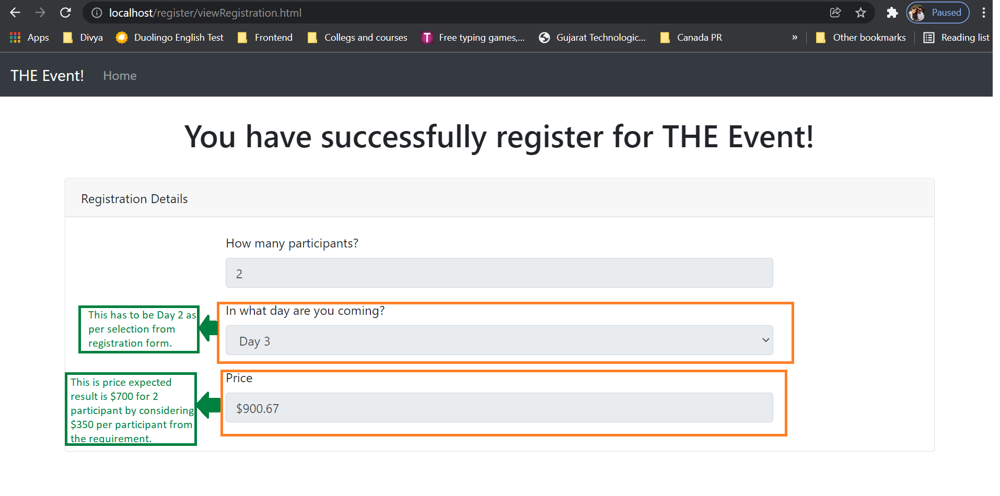 localhost/register/viewRegistration.html
Paused
Apps
Divya
Duolingo English Test
Frontend
Collegs and courses
T
Free typing games,...
Gujarat Technologic...
Canada PR
»
Other bookmarks
Reading list
THE Event!
Home
You have successfully register for THE Event!
Registration Details
How many participants?
2
This has to be Day 2 as
per selection from
registration form.
In what day are you coming?
Day 3
This is price expected
result is $700 for 2
participant by considering
$350 per participant from
the requirement.
Price
$900.67